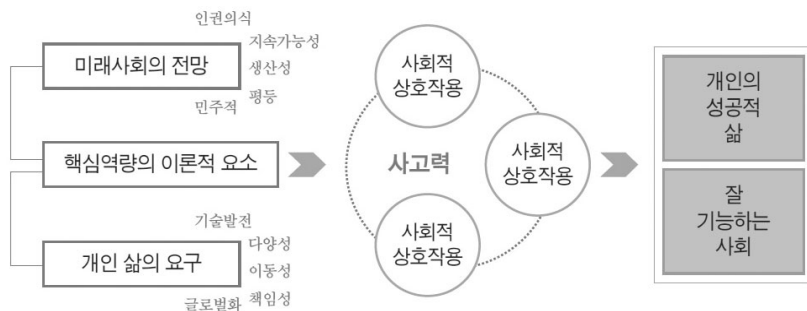 인권의식
미래사회의 전망
지속가능성
생산성
평등
민주적
핵심역량의 이론적 요소
기술발전
개인 삶의 요구
다양성
이동성
책임성
글로벌화
사회적
상호작용
사고력
사회적
상호작용
사회적
상호작용
개인의
성공적
삶
잘
기능하는
사회